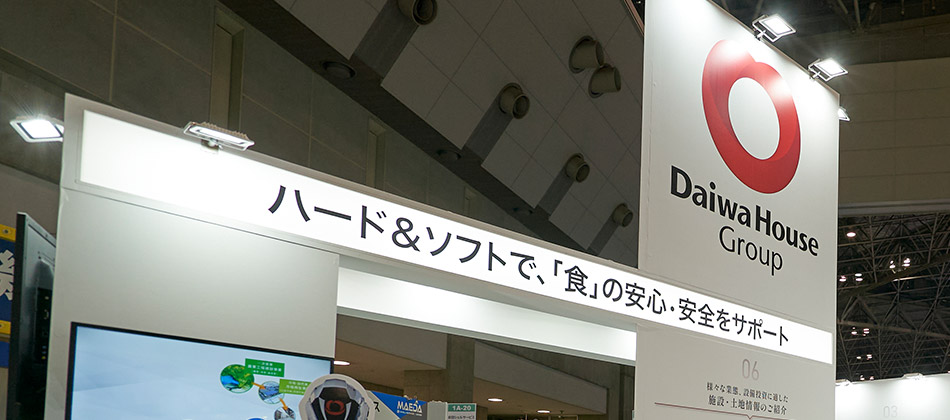 Daiwa House
Group
ハード&ソフトで、「食」の安心・安全をサポート
06
様々な業態、設備投資に適した
施設・土地情報のご紹介
MAEDA
1A-20
03